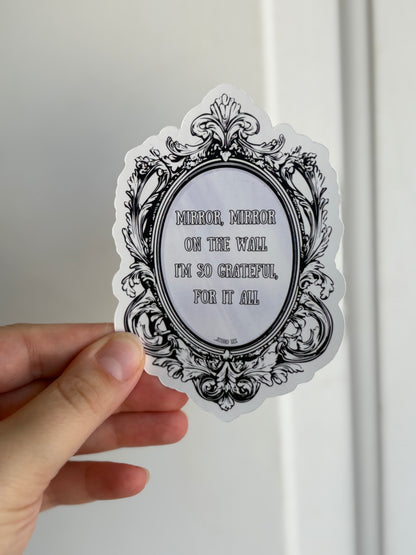 MIRROR, MIRROR
ON THE WALL
I'M SO GRATEFUL,
FOR IT ALL